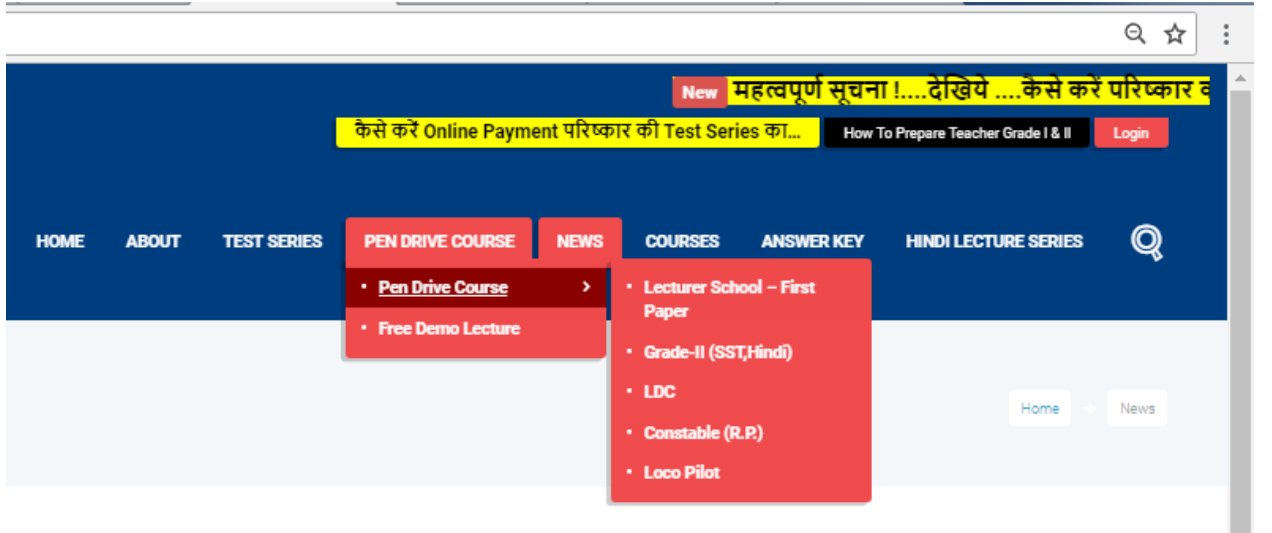 New महत्वपूर्ण सूचना !....देखिये ....कैसे करें परिष्कार
कैसे करें Online Payment परिष्कार की Test Series का... How To Prepare Teacher Grade I & II Login
HOME ABOUT TEST SERIES PEN DRIVE COURSE NEWS COURSES ANSWER KEY HINDI LECTURE SERIES
Pen Drive Course
Free Demo Lecture
Lecturer School – First
Paper
Grade-II (SST,Hindi)
LDC
Constable (R.P.)
Loco Pilot
Home News